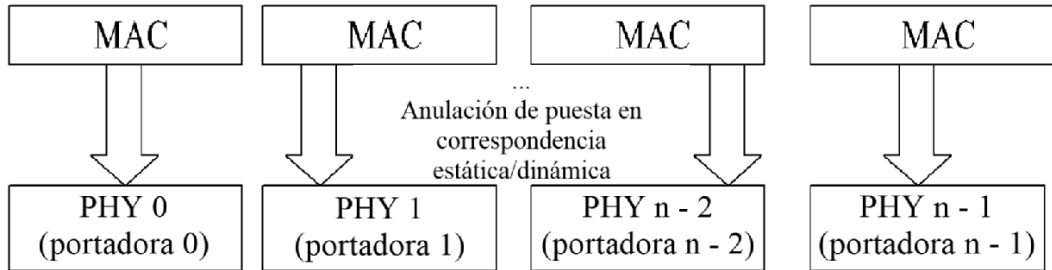 MAC MAC MAC MAC
...
Anulación de puesta en
correspondencia
estática/dinámica
PHY 0 PHY 1 PHY n - 2 PHY n - 1
(portadora 0) (portadora 1) (portadora n - 2) (portadora n - 1)